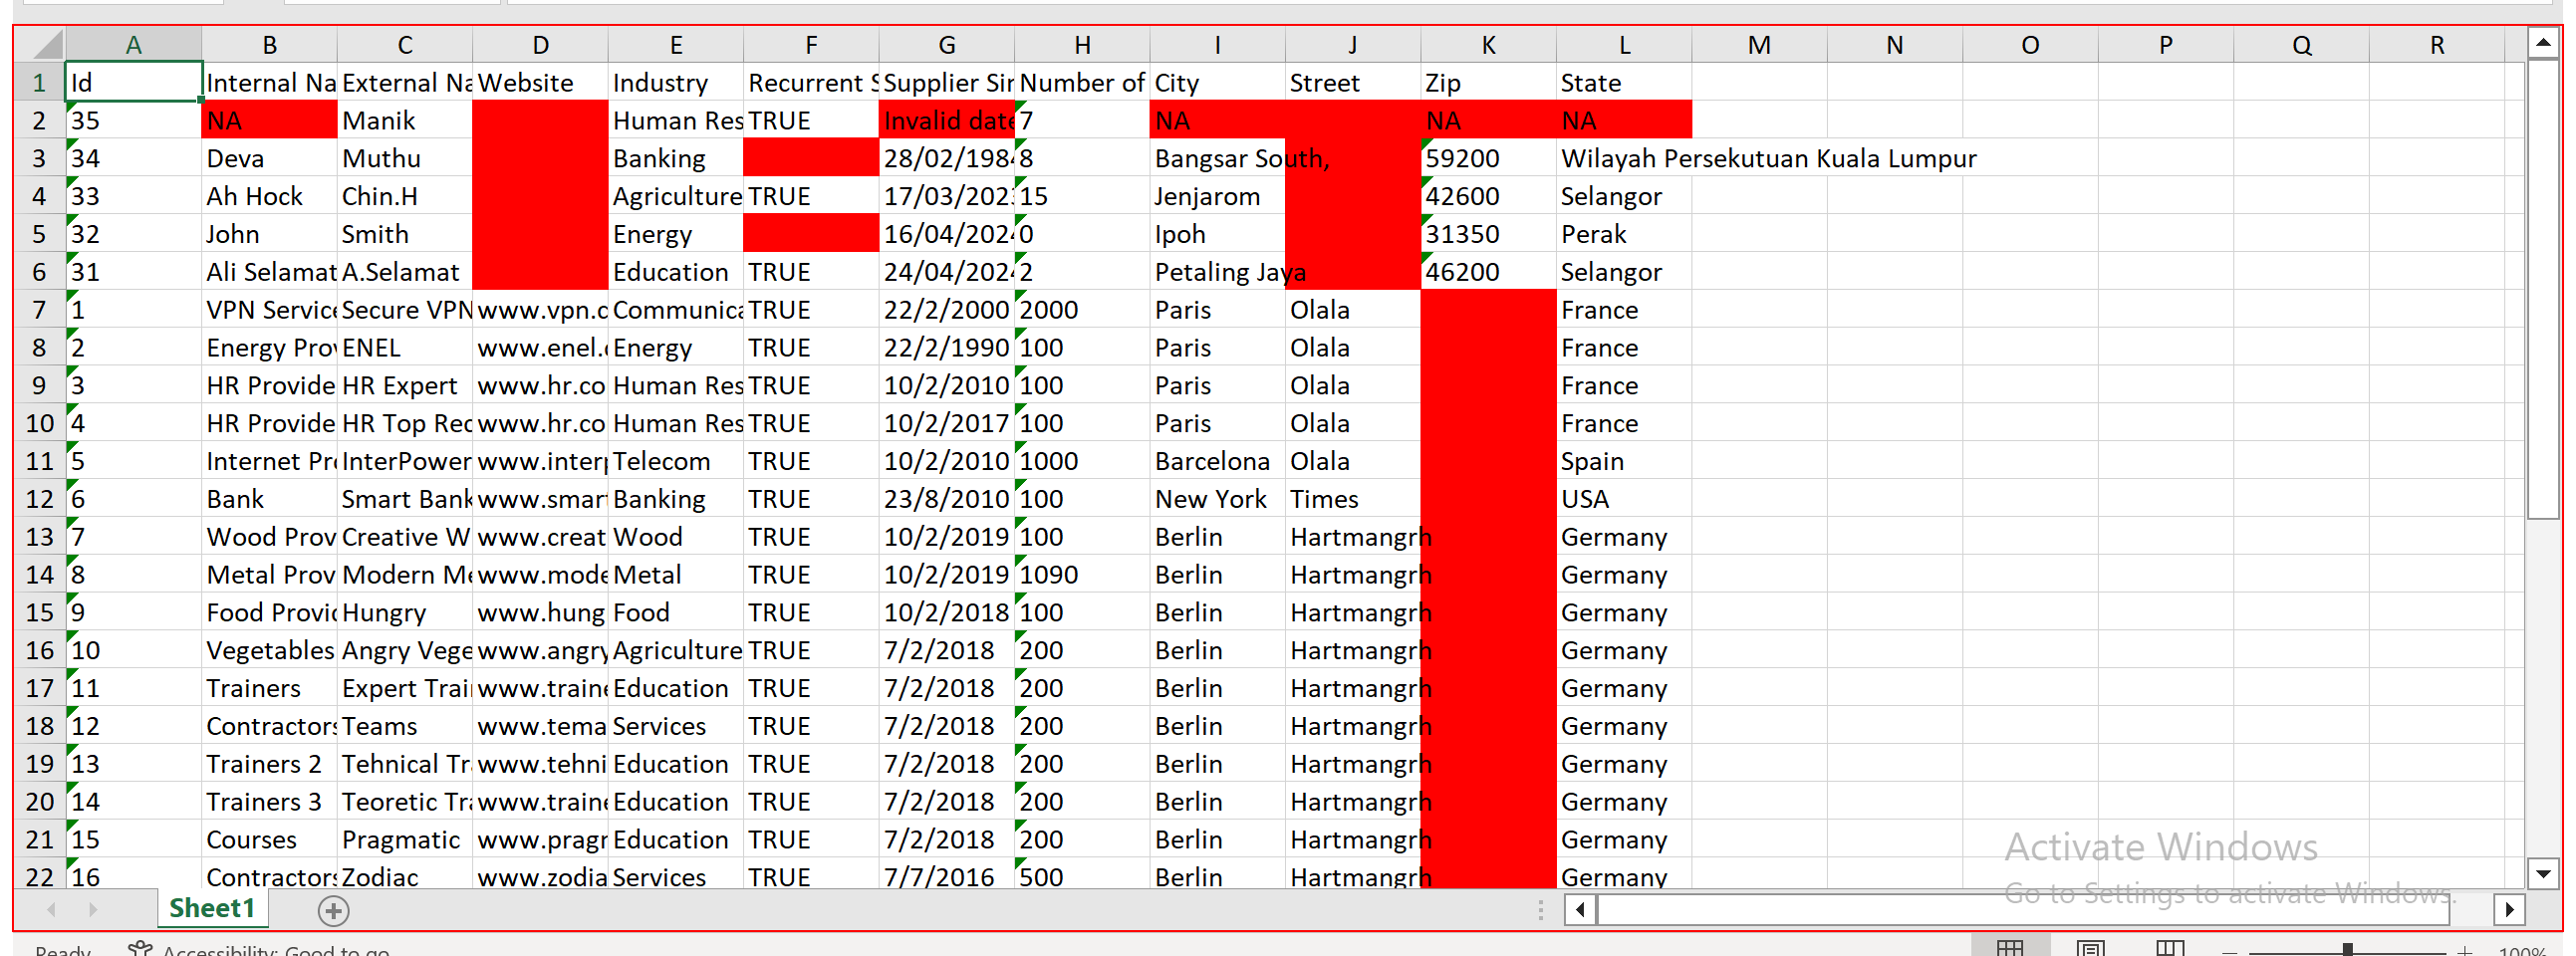 A B C D E F G H I J K L M N O P Q R
1 Id Internal Na External Na Website Industry Recurrent S Supplier Sin Number of City Street Zip State
2 35 NA Manik Human Res TRUE Invalid date 7 NA NA NA
3 34 Deva Muthu Banking 28/02/1984 8 Bangsar South, 59200 Wilayah Persekutuan Kuala Lumpur
4 33 Ah Hock Chin.H Agriculture TRUE 17/03/2023 15 Jenjarom 42600 Selangor
5 32 John Smith Energy 16/04/2024 0 Ipoh 31350 Perak
6 31 Ali Selamat A.Selamat Education TRUE 24/04/2024 2 Petaling Jaya 46200 Selangor
7 1 VPN Service Secure VPN www.vpn.c Communica TRUE 22/2/2000 2000 Paris Olala France
8 2 Energy Prov ENEL www.enel. Energy TRUE 22/2/1990 100 Paris Olala France
9 3 HR Provide HR Expert www.hr.co Human Res TRUE 10/2/2010 100 Paris Olala France
10 4 HR Provide HR Top Rec www.hr.co Human Res TRUE 10/2/2017 100 Paris Olala France
11 5 Internet Pro InterPower www.interp Telecom TRUE 10/2/2010 1000 Barcelona Olala Spain
12 6 Bank Smart Bank www.smart Banking TRUE 23/8/2010 100 New York Times USA
13 7 Wood Prov Creative W www.creat Wood TRUE 10/2/2019 100 Berlin Hartmangrh Germany
14 8 Metal Prov Modern Me www.mode Metal TRUE 10/2/2019 1090 Berlin Hartmangrh Germany
15 9 Food Provid Hungry www.hung Food TRUE 10/2/2018 100 Berlin Hartmangrh Germany
16 10 Vegetables Angry Vege www.angry Agriculture TRUE 7/2/2018 200 Berlin Hartmangrh Germany
17 11 Trainers Expert Trai www.traine Education TRUE 7/2/2018 200 Berlin Hartmangrh Germany
18 12 Contractors Teams www.tema Services TRUE 7/2/2018 200 Berlin Hartmangrh Germany
19 13 Trainers 2 Tehnical Tra www.tehni Education TRUE 7/2/2018 200 Berlin Hartmangrh Germany
20 14 Trainers 3 Teoretic Tra www.traine Education TRUE 7/2/2018 200 Berlin Hartmangrh Germany
21 15 Courses Pragmatic www.pragr Education TRUE 7/2/2018 200 Berlin Hartmangrh Germany
22 16 Contractors Zodiac www.zodia Services TRUE 7/7/2016 500 Berlin Hartmangrh Germany
Activate Windows
Go to Settings to activate Windows.
Sheet1
Ready Accessibility: Good to go 100%